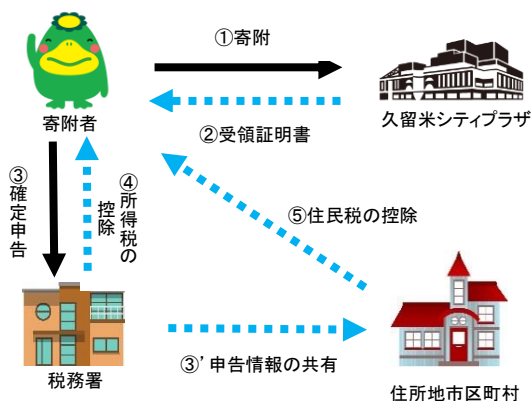 ①寄附
寄附者
久留米シティプラザ
②受領証明書
③確定申告
④所得税の
控除
⑤住民税の控除
税務署
③’申告情報の共有
住所地市区町村